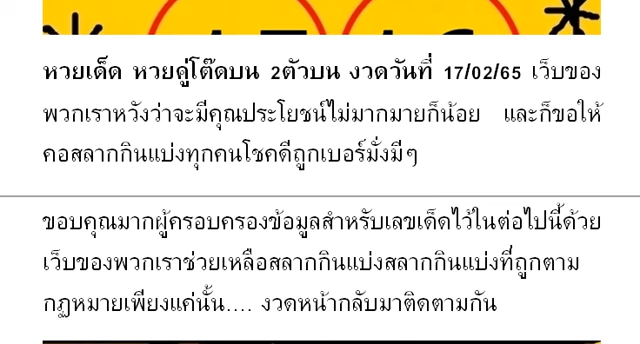 หวยเด็ด หวยคู่โต๊ดบน 2ตัวบน งวดวันที่ 17/02/65 เว็บของ
พวกเราหวังว่าจะมีคุณประโยชน์ไม่มากมายก็น้อย และก็ขอให้
คอสลากกินแบ่งทุกคนโชคดีถูกเบอร์มั่งมีๆ
ขอบคุณมากผู้ครอบครองข้อมูลสำหรับเลขเด็ดไว้ในต่อไปนี้ด้วย
เว็บของพวกเราช่วยเหลือสลากกินแบ่งสลากกินแบ่งที่ถูกตาม
กฎหมายเพียงแค่นั้น.... งวดหน้ากลับมาติดตามกัน